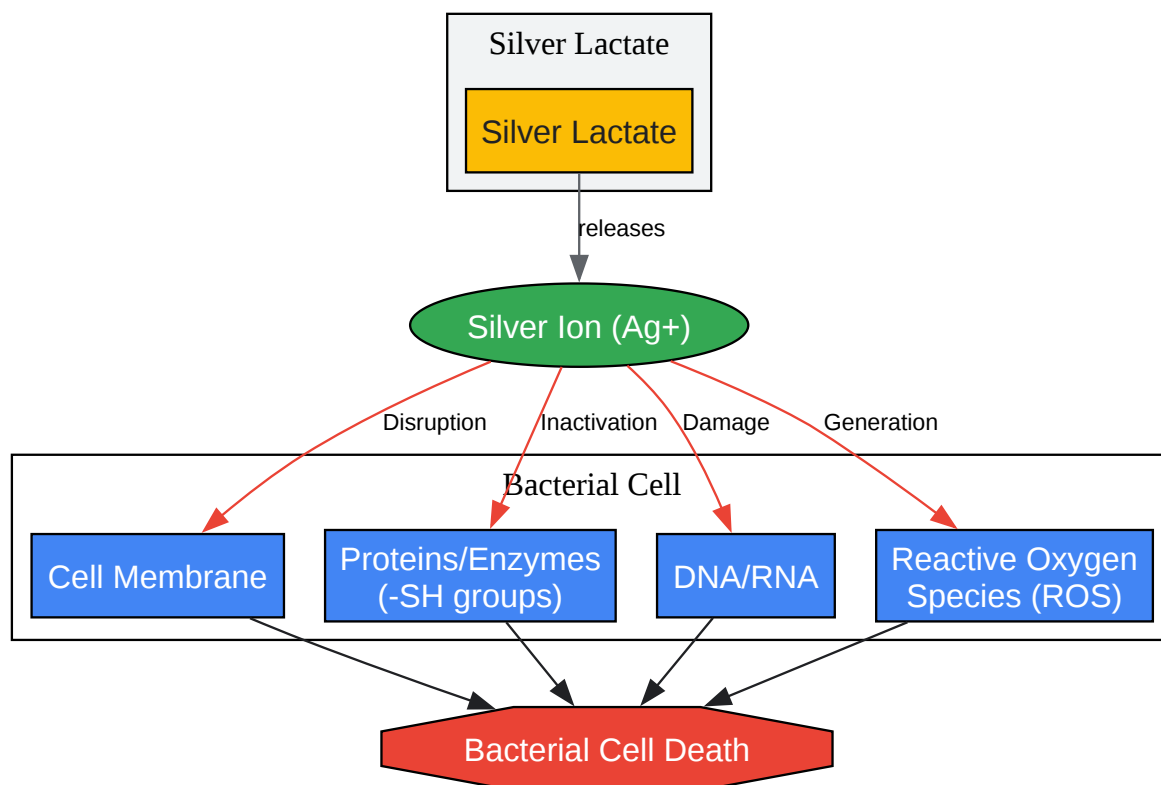 Silver Lactate
Silver Lactate
releases
Silver Ion (Ag+)
Disruption
Inactivation
Damage
Generation
Bacterial Cell
Cell Membrane
Proteins/Enzymes
(-SH groups)
DNA/RNA
Reactive Oxygen
Species (ROS)
Bacterial Cell Death